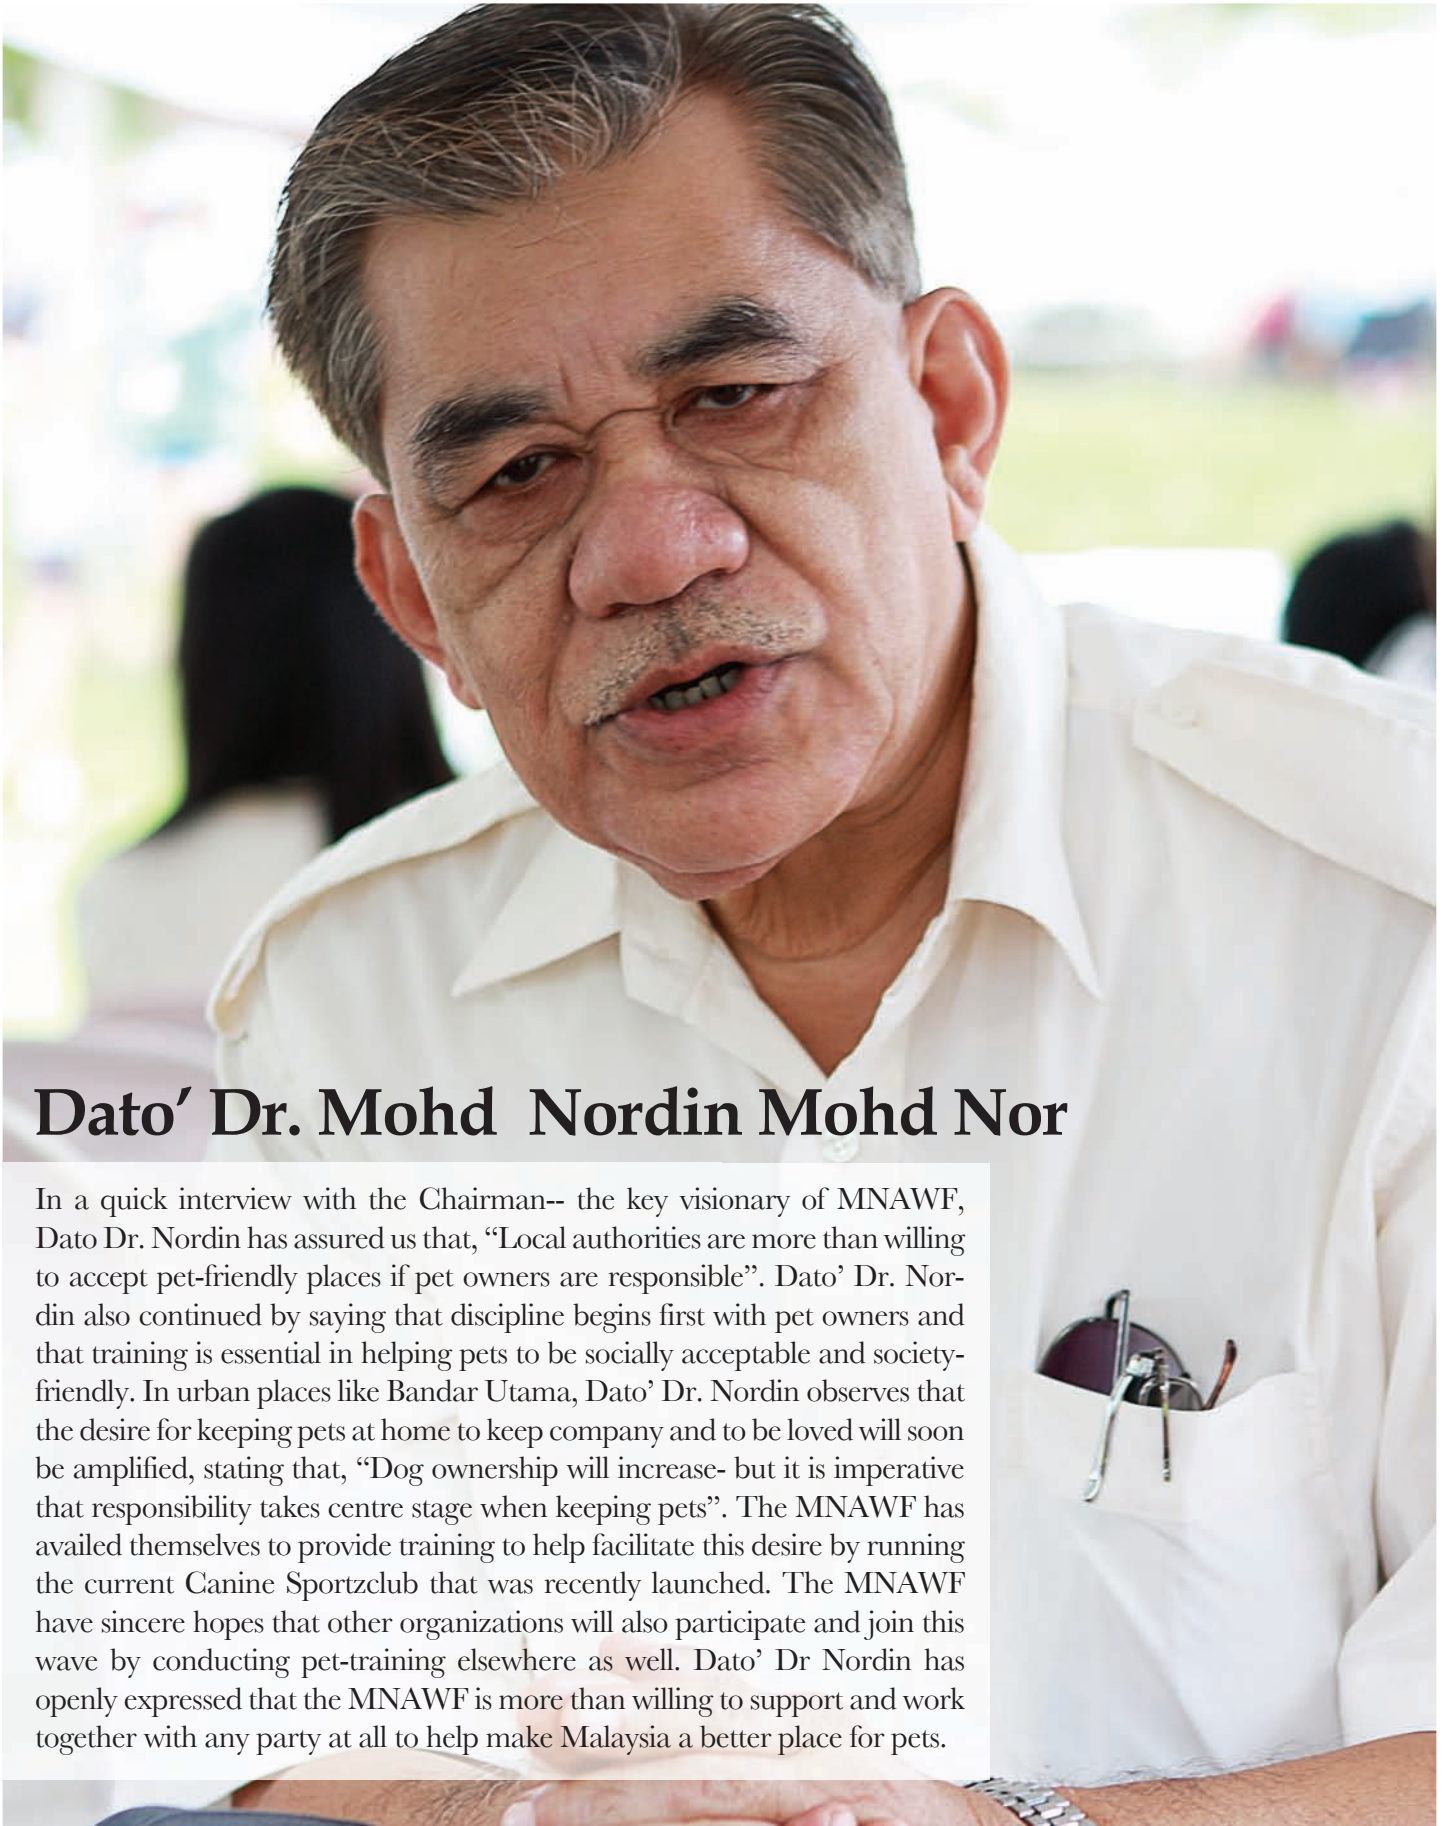 Dato’ Dr. Mohd  Nordin Mohd Nor
In a quick interview with the Chairman-- the key visionary of MNAWF,
Dato Dr. Nordin has assured us that, “Local authorities are more than willing
to accept pet-friendly places if pet owners are responsible”. Dato’ Dr. Nor-
din also continued by saying that discipline begins first with pet owners and
that training is essential in helping pets to be socially acceptable and society-
friendly. In urban places like Bandar Utama, Dato’ Dr. Nordin observes that
the desire for keeping pets at home to keep company and to be loved will soon
be amplified, stating that, “Dog ownership will increase- but it is imperative
that responsibility takes centre stage when keeping pets”. The MNAWF has
availed themselves to provide training to help facilitate this desire by running
the current Canine Sportzclub that was recently launched. The MNAWF
have sincere hopes that other organizations will also participate and join this
wave by conducting pet-training elsewhere as well. Dato’ Dr Nordin has
openly expressed that the MNAWF is more than willing to support and work
together with any party at all to help make Malaysia a better place for pets.